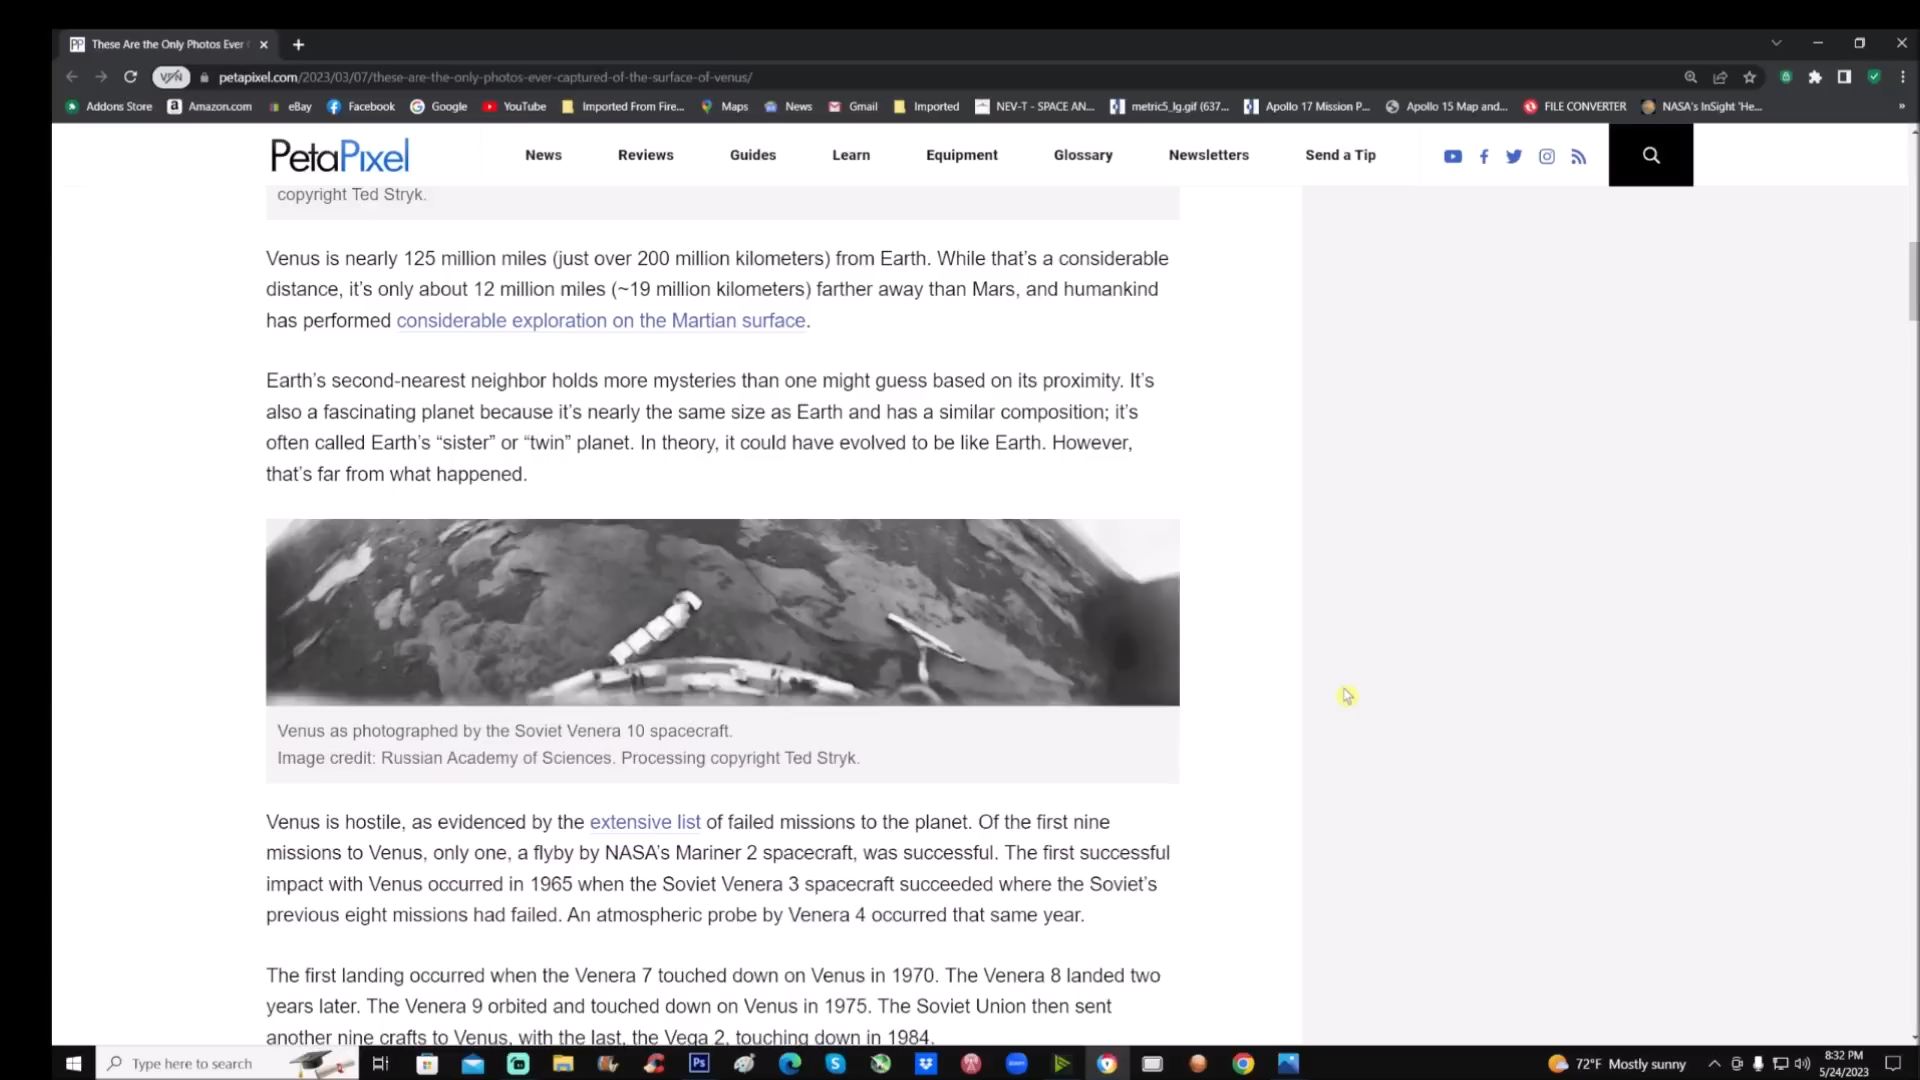 These Are the Only Photos Ever
petapixel.com/2023/03/07/these-are-the-only-photos-ever-captured-of-the-surface-of-venus/
Addons Store Amazon.com eBay Facebook Google YouTube Imported From Fire... Maps News Gmail Imported NEV-T - SPACE AN... metric5_lg.gif (637... Apollo 17 Mission P... Apollo 15 Map and... FILE CONVERTER NASA's InSight 'He... »
PetaPixel News Reviews Guides Learn Equipment Glossary Newsletters Send a Tip
copyright Ted Stryk.
Venus is nearly 125 million miles (just over 200 million kilometers) from Earth. While that’s a considerable
distance, it’s only about 12 million miles (~19 million kilometers) farther away than Mars, and humankind
has performed considerable exploration on the Martian surface.
Earth’s second-nearest neighbor holds more mysteries than one might guess based on its proximity. It’s
also a fascinating planet because it’s nearly the same size as Earth and has a similar composition; it’s
often called Earth’s “sister” or “twin” planet. In theory, it could have evolved to be like Earth. However,
that’s far from what happened.
Venus as photographed by the Soviet Venera 10 spacecraft.
Image credit: Russian Academy of Sciences. Processing copyright Ted Stryk.
Venus is hostile, as evidenced by the extensive list of failed missions to the planet. Of the first nine
missions to Venus, only one, a flyby by NASA’s Mariner 2 spacecraft, was successful. The first successful
impact with Venus occurred in 1965 when the Soviet Venera 3 spacecraft succeeded where the Soviet’s
previous eight missions had failed. An atmospheric probe by Venera 4 occurred that same year.
The first landing occurred when the Venera 7 touched down on Venus in 1970. The Venera 8 landed two
years later. The Venera 9 orbited and touched down on Venus in 1975. The Soviet Union then sent
another nine crafts to Venus, with the last, the Vega 2, touching down in 1984.
Type here to search
Ps
72°F Mostly sunny
8:32 PM
5/24/2023